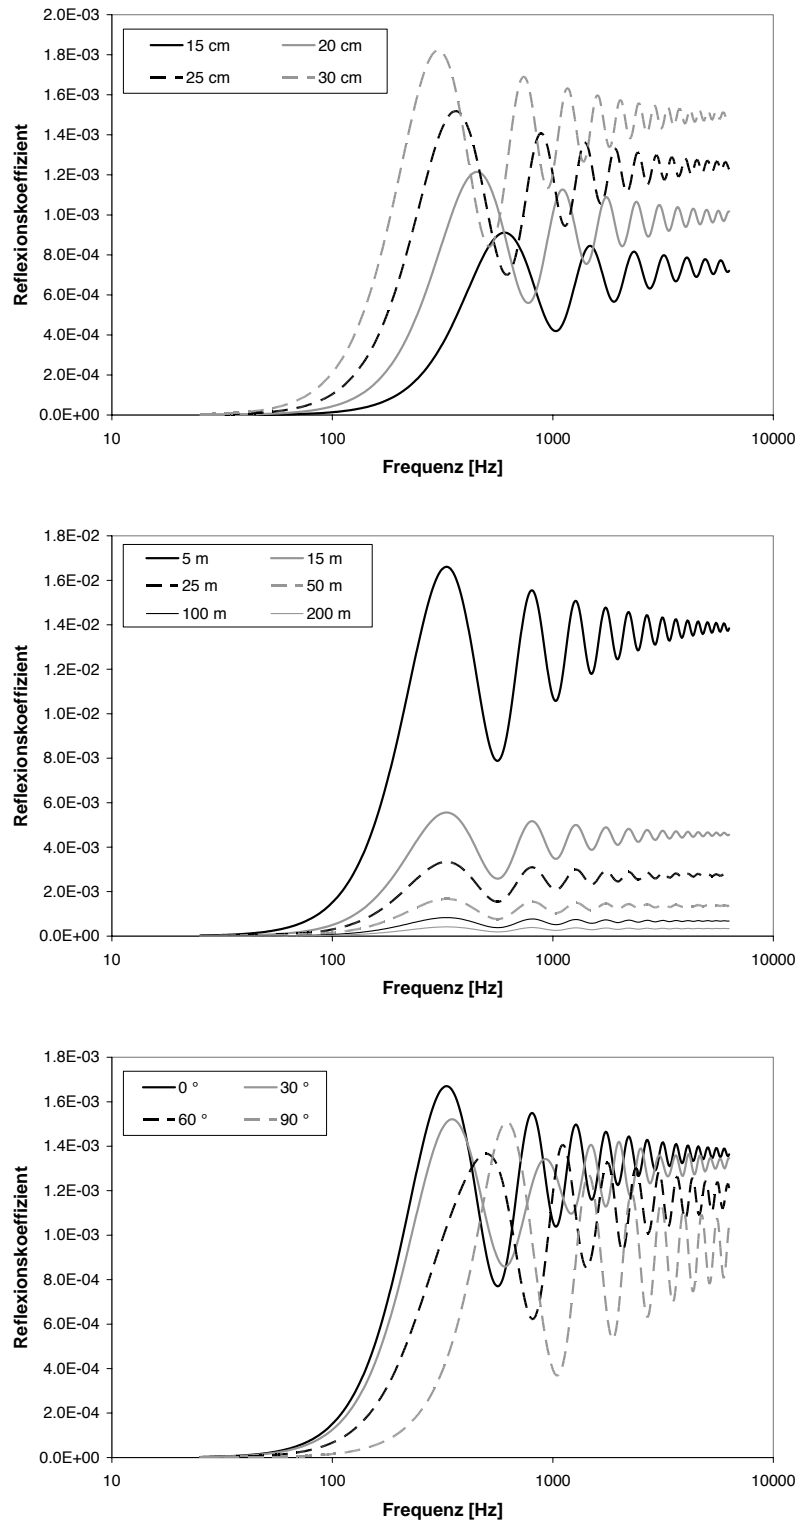 2.0E-03
1.8E-03
1.6E-03
1.4E-03
1.2E-03
1.0E-03
8.0E-04
6.0E-04
4.0E-04
2.0E-04
0.0E+00
Reflexionskoeffizient
15 cm 20 cm
25 cm 30 cm
10 100 1000 10000
Frequenz [Hz]
1.8E-02
1.6E-02
1.4E-02
1.2E-02
1.0E-02
8.0E-03
6.0E-03
4.0E-03
2.0E-03
0.0E+00
Reflexionskoeffizient
5 m 15 m
25 m 50 m
100 m 200 m
10 100 1000 10000
Frequenz [Hz]
1.8E-03
1.6E-03
1.4E-03
1.2E-03
1.0E-03
8.0E-04
6.0E-04
4.0E-04
2.0E-04
0.0E+00
Reflexionskoeffizient
0 ° 30 °
60 ° 90 °
10 100 1000 10000
Frequenz [Hz]